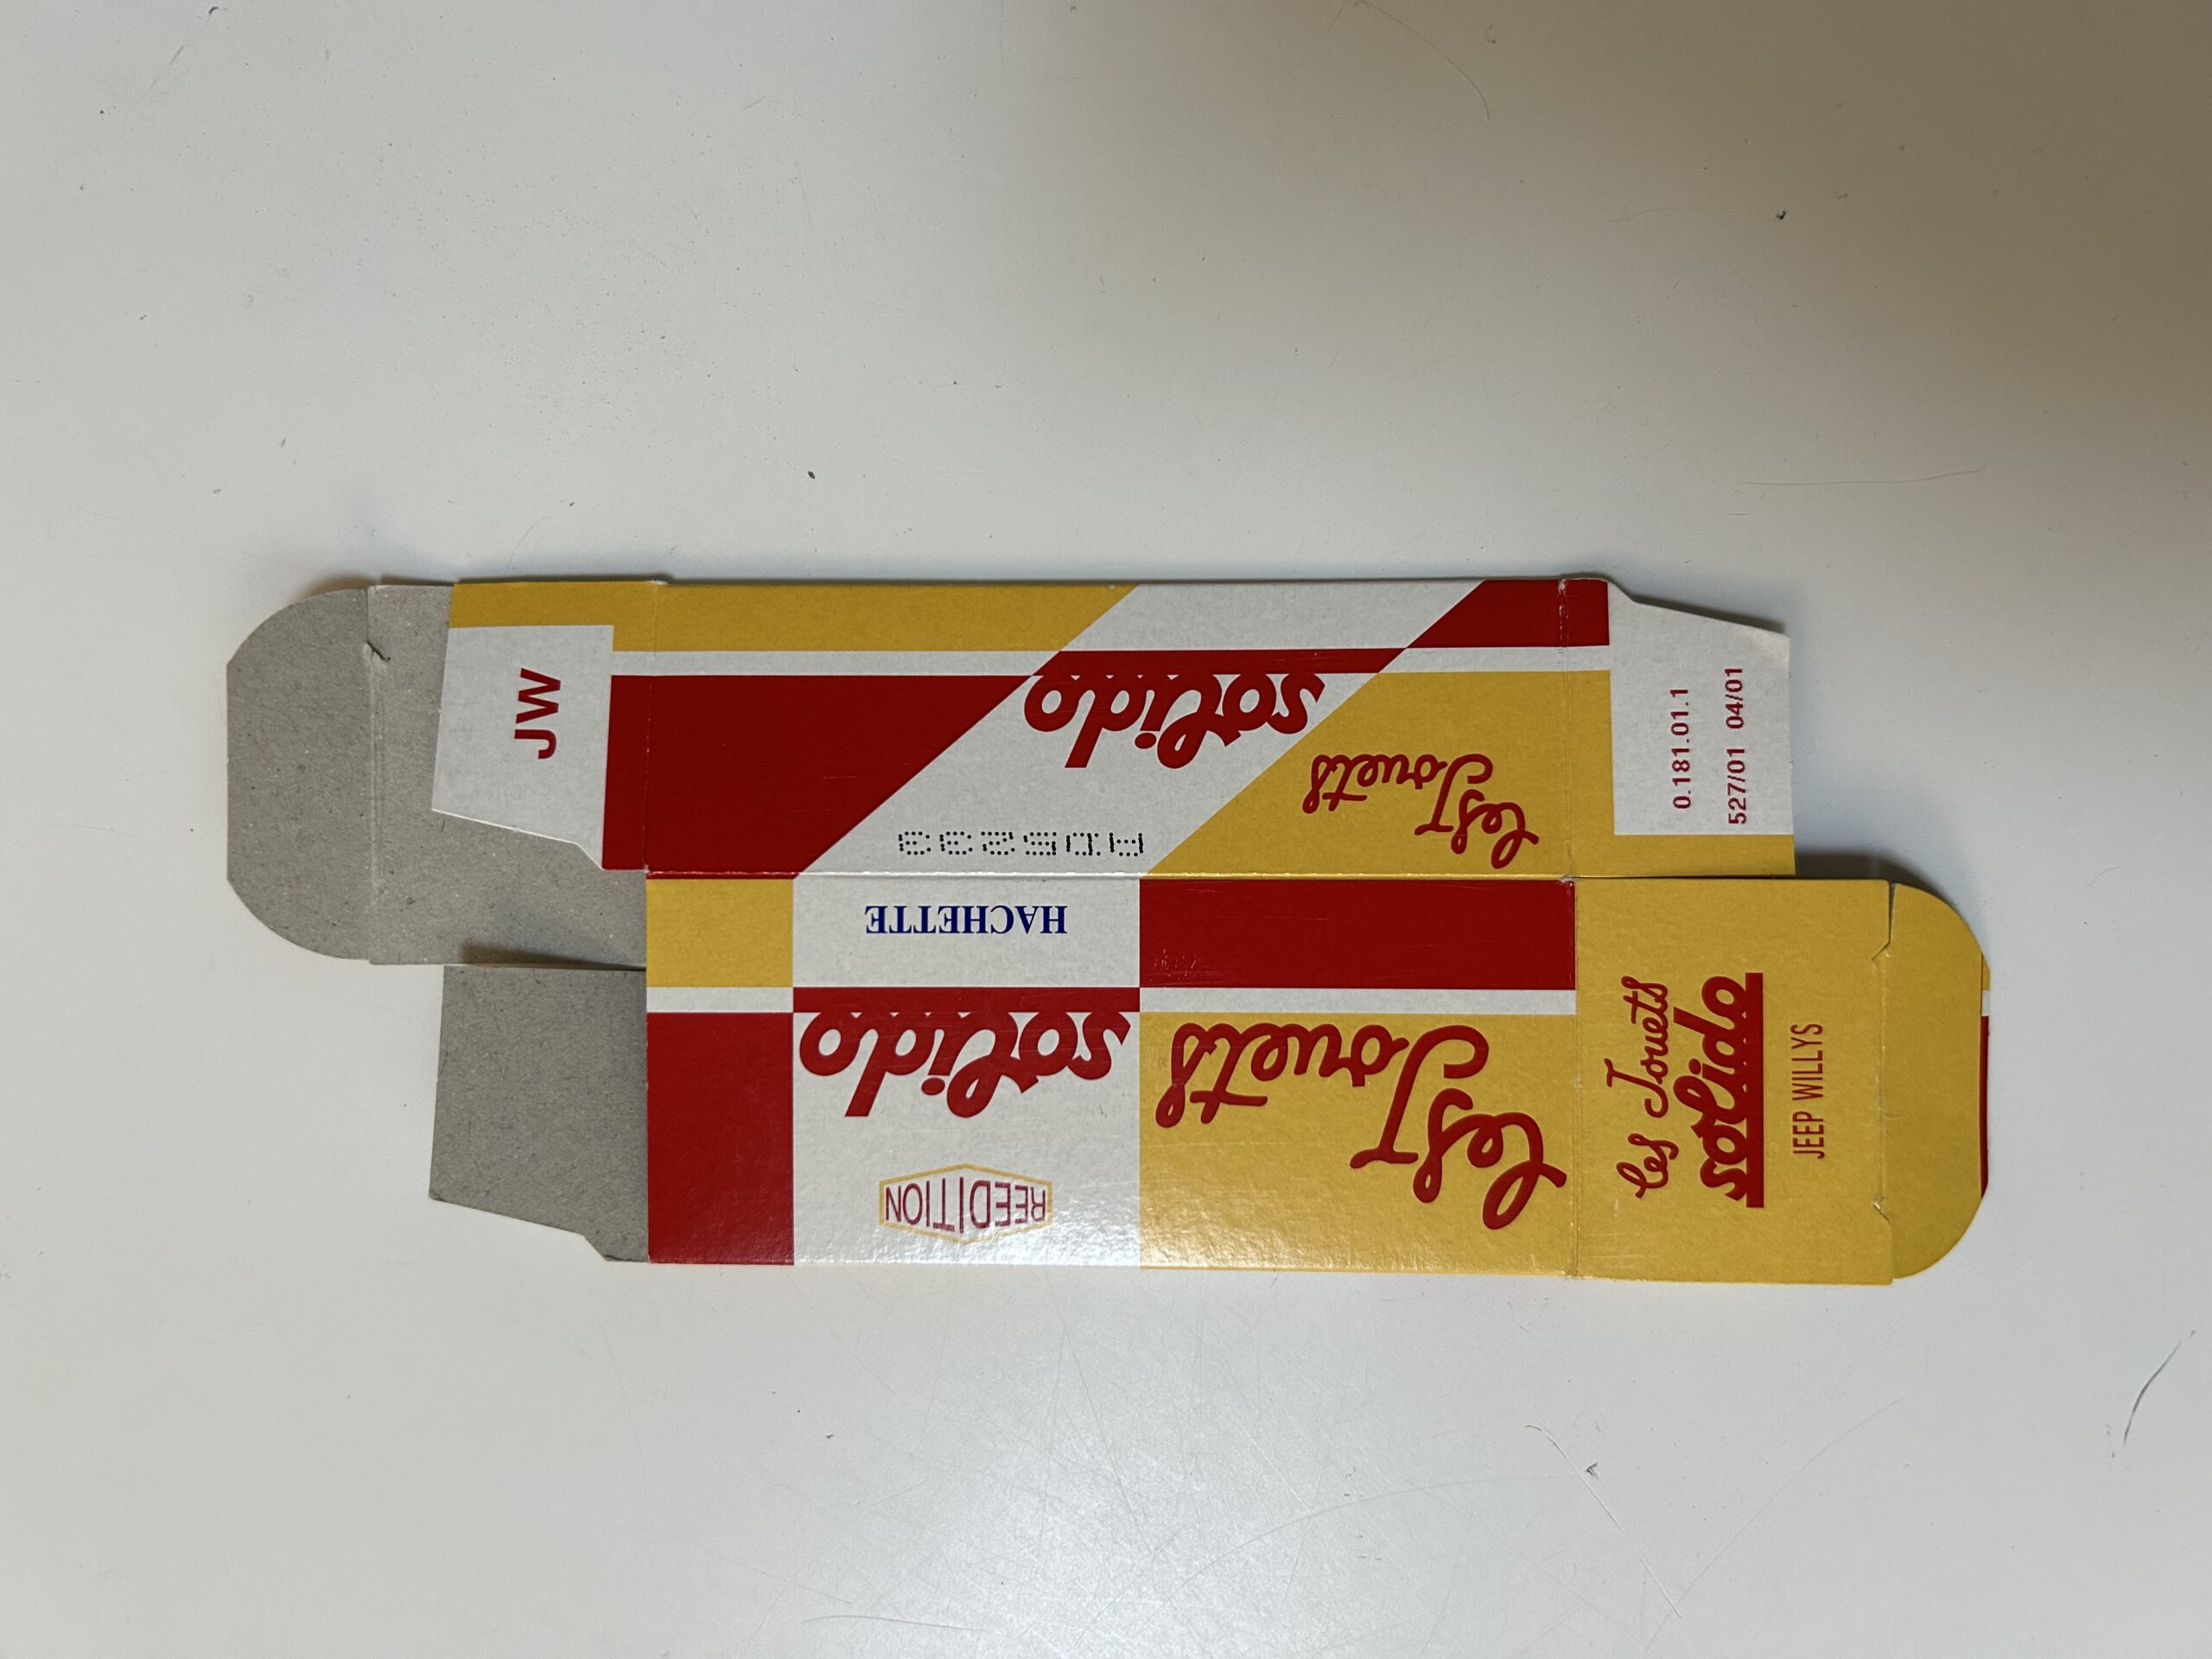 JW
solido
Les Jouets
AD5233
0.181.01.1
527/01 04/01
HACHETTE
solido
Les Jouets
REEDITION
Les Jouets
solido
JEEP WILLYS